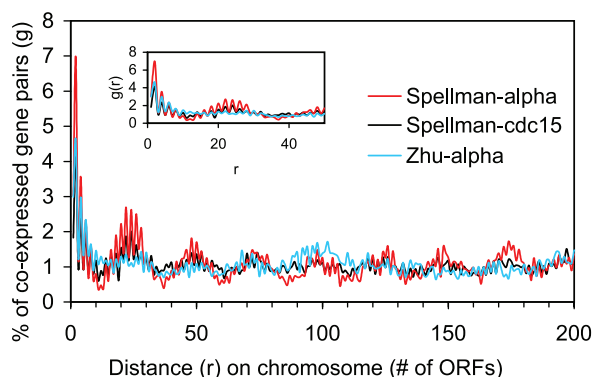 8
7
6
5
4
3
2
1
0
% of co-expressed gene pairs (g)
0 50 100 150 200
Distance (r) on chromosome (# of ORFs)
8
6
4
2
0
g(r)
0 20 40
r
Spellman-alpha
Spellman-cdc15
Zhu-alpha